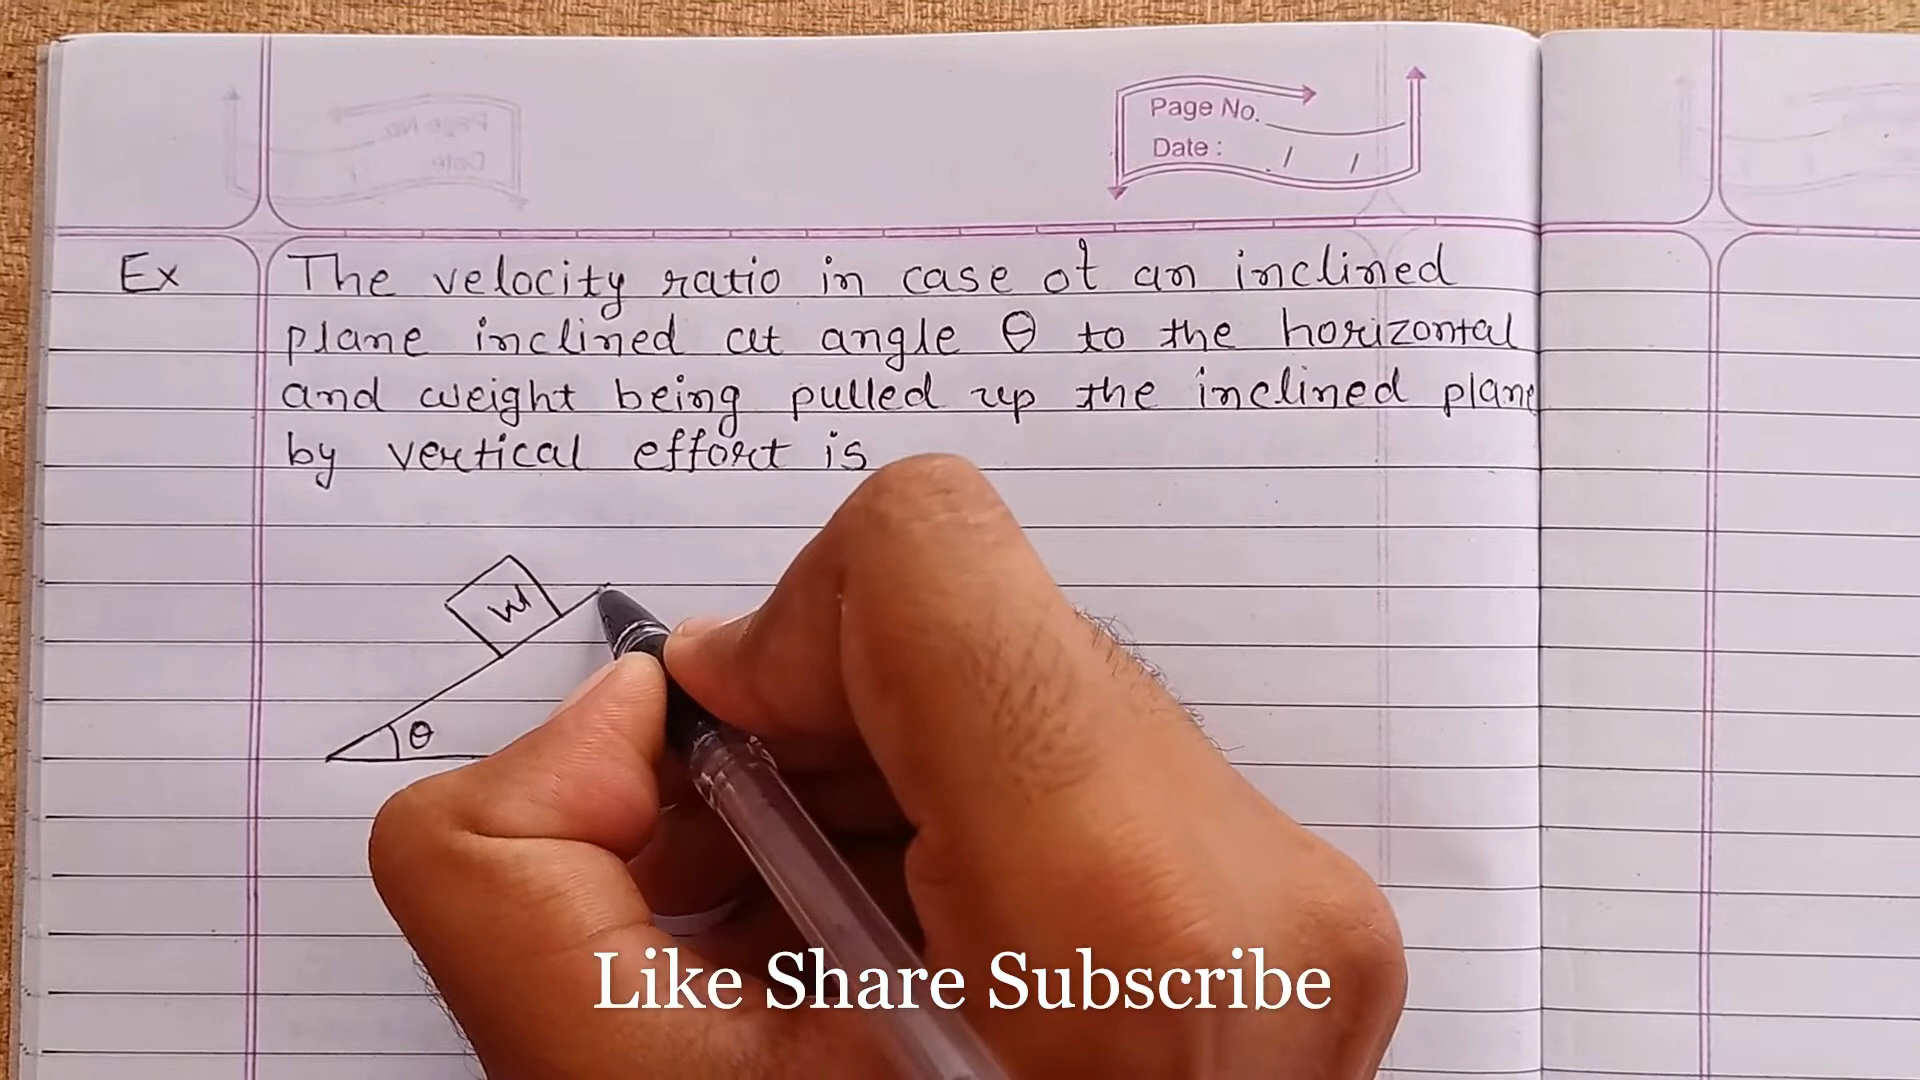 Page No.
Date : / /
Ex The velocity ratio in case of an inclined
plane inclined at angle θ to the horizontal
and weight being pulled up the inclined plane
by vertical effort is
W
θ
Like Share Subscribe